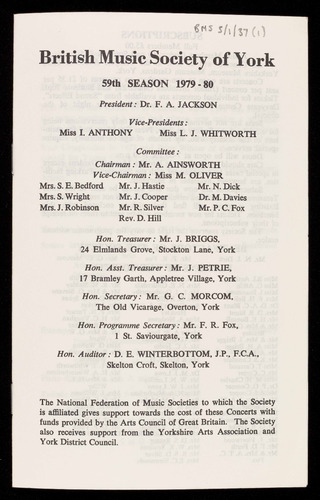 BMS 3/1/37 (1)
British Music Society of York
59th SEASON 1979 - 80
President : Dr. F. A. JACKSON
Vice-Presidents :
Miss I. ANTHONY Miss L. J. WHITWORTH
Committee :
Chairman : Mr. A. AINSWORTH
Vice-Chairman : Miss M. OLIVER
Mrs. S. E. Bedford Mr. J. Hastie Mr. N. Dick
Mrs. S. Wright Mr. J. Cooper Dr. M. Davies
Mrs. J. Robinson Mr. R. Silver Mr. P. C. Fox
Rev. D. Hill
Hon. Treasurer : Mr. J. BRIGGS,
24 Elmlands Grove, Stockton Lane, York
Hon. Asst. Treasurer : Mr. J. PETRIE,
17 Bramley Garth, Appletree Village, York
Hon. Secretary : Mr. G. C. MORCOM,
The Old Vicarage, Overton, York
Hon. Programme Secretary : Mr. F. R. Fox,
1 St. Saviourgate, York
Hon. Auditor : D. E. WINTERBOTTOM, J.P., F.C.A.,
Skelton Croft, Skelton, York
The National Federation of Music Societies to which the Society
is affiliated gives support towards the cost of these Concerts with
funds provided by the Arts Council of Great Britain. The Society
also receives support from the Yorkshire Arts Association and
York District Council.